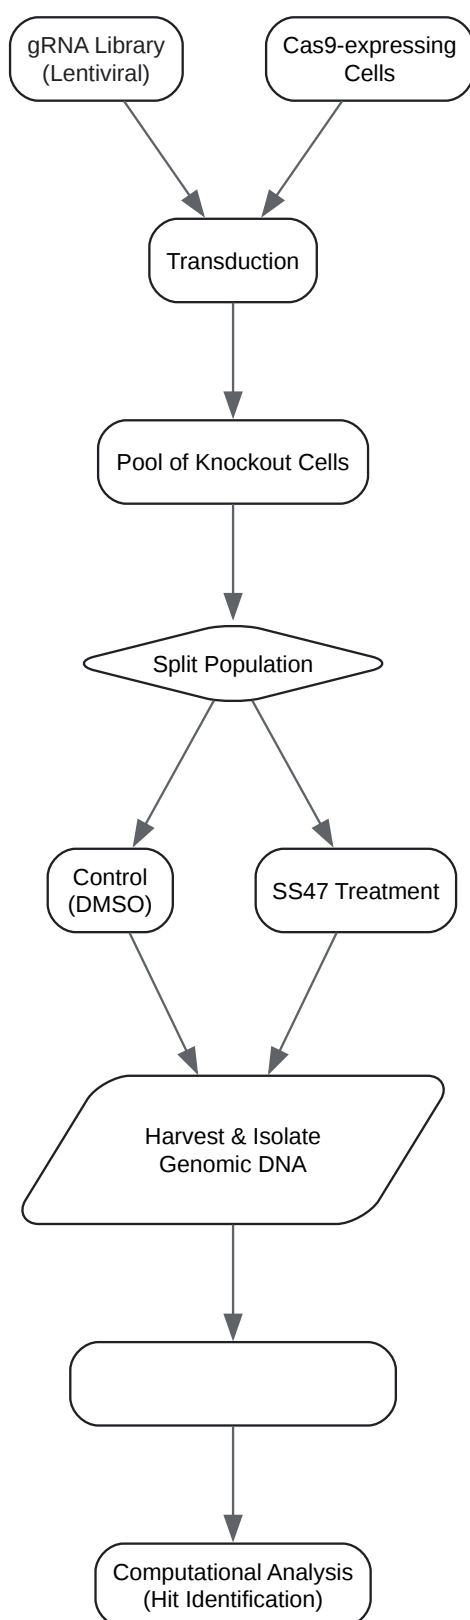 gRNA Library
(Lentiviral)
Cas9-expressing
Cells
Transduction
Pool of Knockout Cells
Split Population
Control
(DMSO)
SS47 Treatment
Harvest & Isolate
Genomic DNA
Computational Analysis
(Hit Identification)